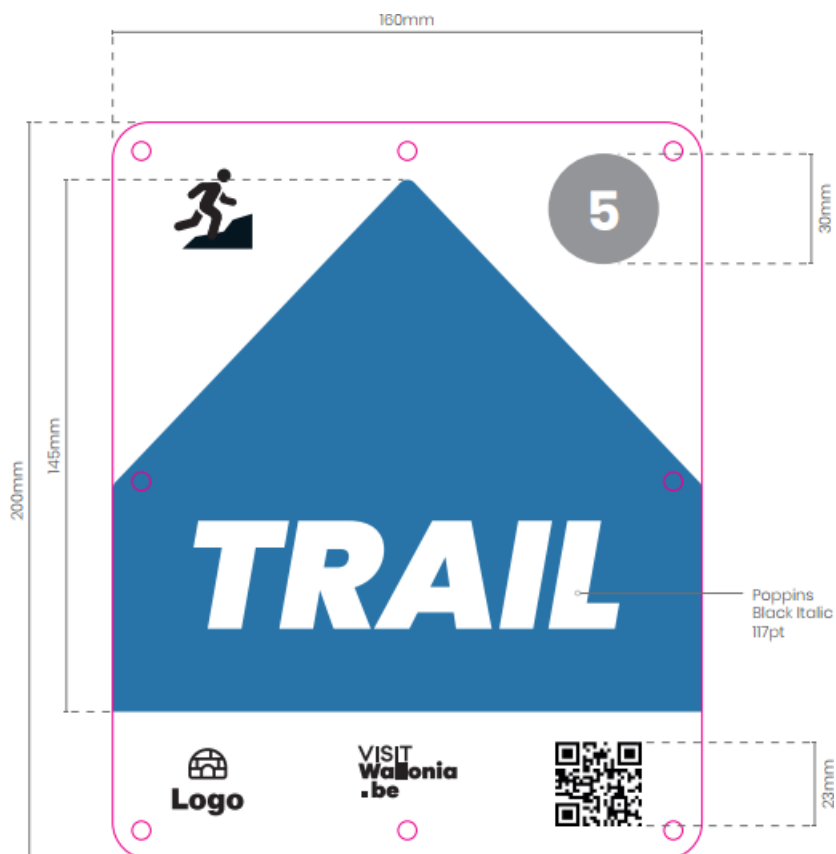 160mm
5
30mm
145mm
200mm
TRAIL
Poppins
Black Italic
117pt
Logo
VISIT
Wallonia
.be
23mm